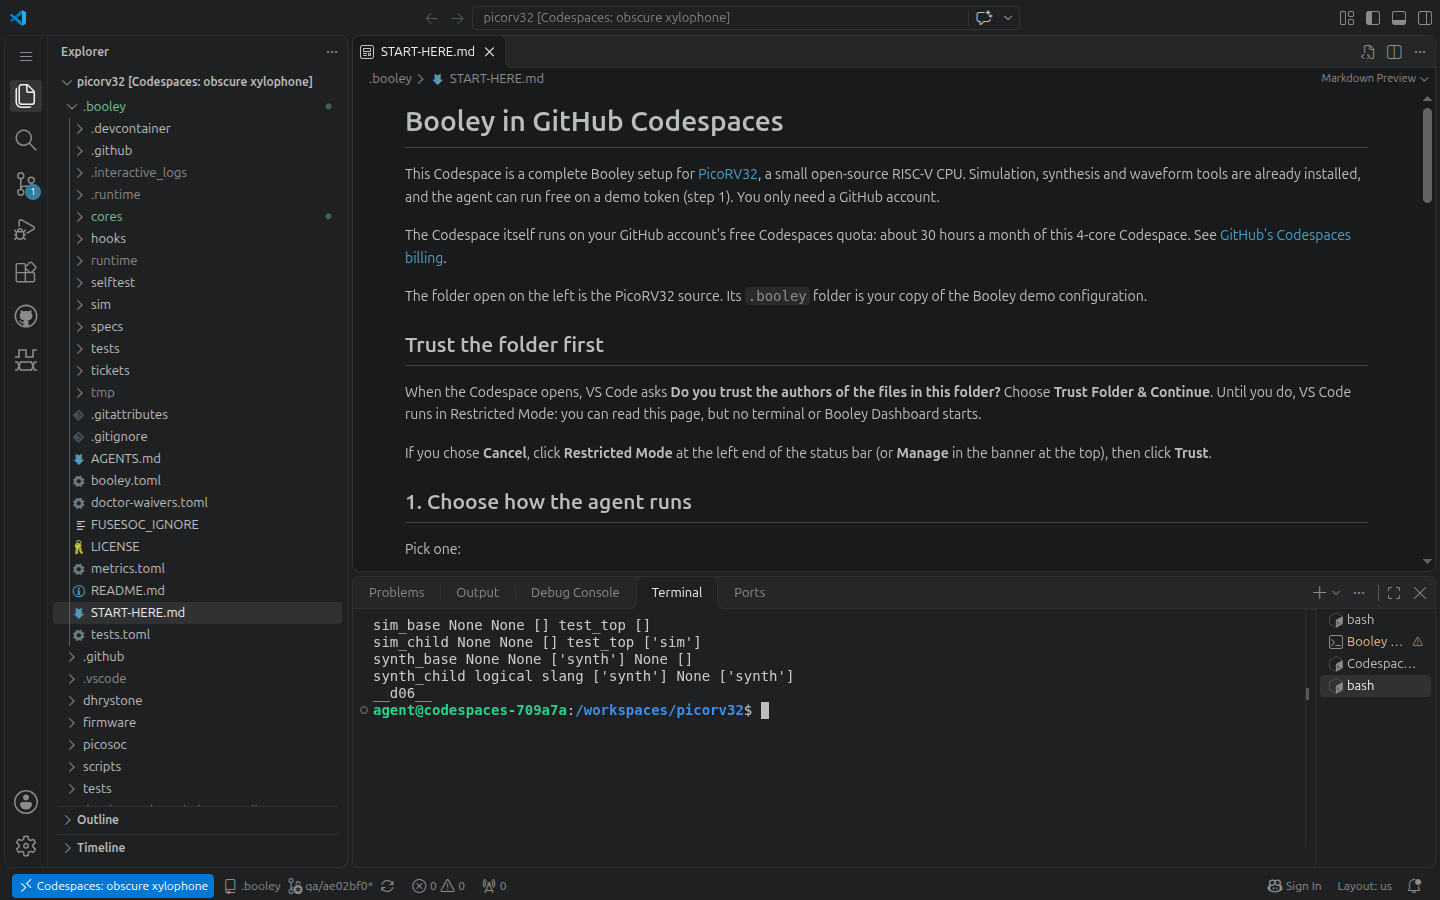 picorv32 [Codespaces: obscure xylophone]
Explorer
picorv32 [Codespaces: obscure xylophone]
.booley
.devcontainer
.github
.interactive_logs
.runtime
cores
hooks
runtime
selftest
sim
specs
tests
tickets
tmp
.gitattributes
.gitignore
AGENTS.md
booley.toml
doctor-waivers.toml
FUSESOC_IGNORE
LICENSE
metrics.toml
README.md
START-HERE.md
tests.toml
.github
.vscode
dhrystone
firmware
picosoc
scripts
tests
Outline
Timeline
1
START-HERE.md
.booley > START-HERE.md
Markdown Preview
Booley in GitHub Codespaces
This Codespace is a complete Booley setup for PicoRV32, a small open-source RISC-V CPU. Simulation, synthesis and waveform tools are already installed,
and the agent can run free on a demo token (step 1). You only need a GitHub account.
The Codespace itself runs on your GitHub account's free Codespaces quota: about 30 hours a month of this 4-core Codespace. See GitHub's Codespaces
billing.
The folder open on the left is the PicoRV32 source. Its .booley folder is your copy of the Booley demo configuration.
Trust the folder first
When the Codespace opens, VS Code asks Do you trust the authors of the files in this folder? Choose Trust Folder & Continue. Until you do, VS Code
runs in Restricted Mode: you can read this page, but no terminal or Booley Dashboard starts.
If you chose Cancel, click Restricted Mode at the left end of the status bar (or Manage in the banner at the top), then click Trust.
1. Choose how the agent runs
Pick one:
Problems Output Debug Console Terminal Ports
sim_base None None [] test_top []
sim_child None None [] test_top ['sim']
synth_base None None ['synth'] None []
synth_child logical slang ['synth'] None ['synth']
__d06__
agent@codespaces-709a7a:/workspaces/picorv32$
bash
Booley ...
Codespac...
bash
Codespaces: obscure xylophone .booley qa/ae02bf0* 0 0 0 Sign In Layout: us